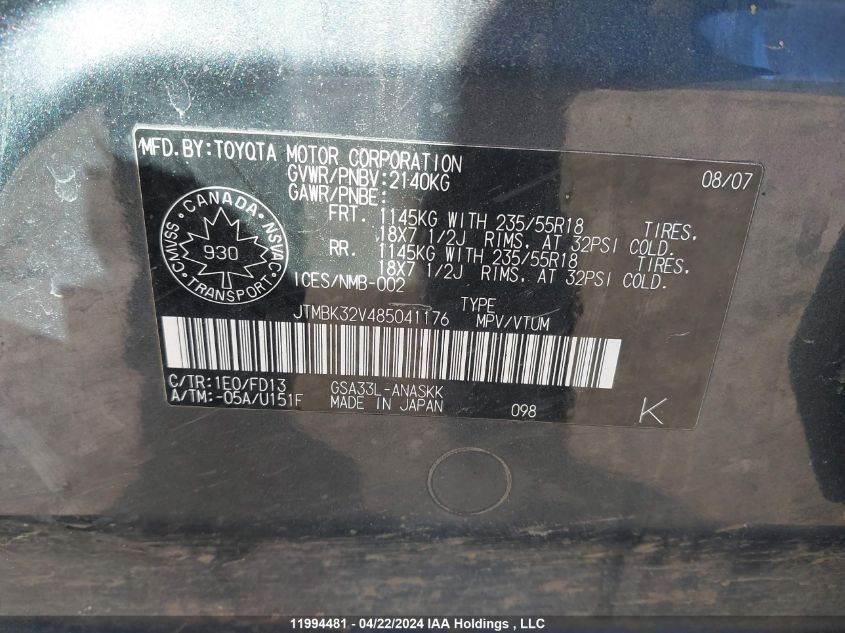 MFD.BY:TOYOTA MOTOR CORPORATION 08/07
GVWR/PNBV:2140KG
GAWR/PNBE:
FRT. 1145KG WITH 235/55R18 TIRES,
18X7 1/2J RIMS, AT 32PSI COLD.
RR. 1145KG WITH 235/55R18 TIRES,
18X7 1/2J RIMS, AT 32PSI COLD.
ICES/NMB-002
CANADA
CMVSS 930 NSVAC
TRANSPORT
JTMBK32V485041176 TYPE
MPV/VTUM
C/TR:1E0/FD13 GSA33L-ANASKK
A/TM:-05A/U151F MADE IN JAPAN 098 K
11994481 - 04/22/2024 IAA Holdings , LLC